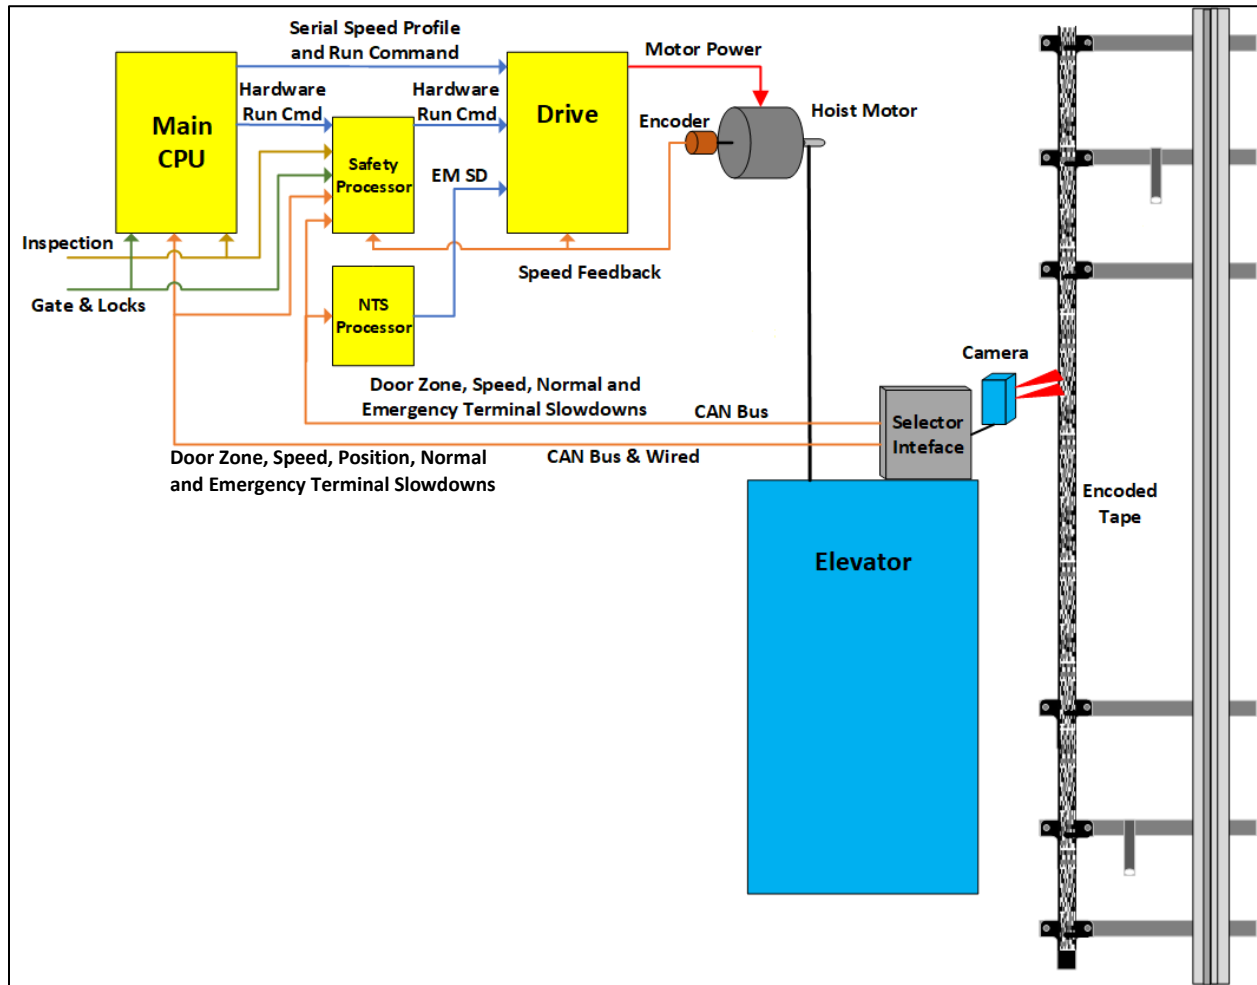 Serial Speed Profile
and Run Command
Motor Power
Hardware
Run Cmd
Hardware
Run Cmd
Main
CPU
Drive
Encoder
Hoist Motor
Safety
Processor
EM SD
Inspection
Speed Feedback
Gate & Locks
NTS
Processor
Camera
Door Zone, Speed, Normal and
Emergency Terminal Slowdowns
CAN Bus
Selector
Inteface
Door Zone, Speed, Position, Normal
and Emergency Terminal Slowdowns
CAN Bus & Wired
Encoded
Tape
Elevator